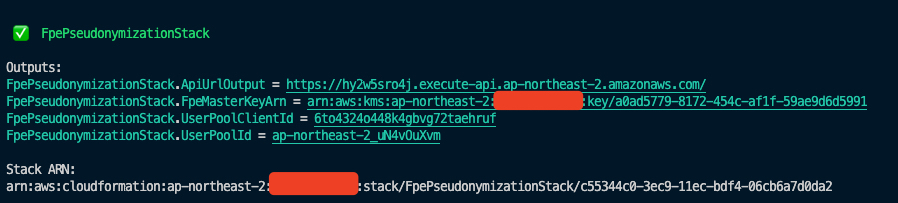 ✅ FpePseudonymizationStack
Outputs:
FpePseudonymizationStack.ApiUrlOutput = https://hy2w5sro4j.execute-api.ap-northeast-2.amazonaws.com/
FpePseudonymizationStack.FpeMasterKeyArn = arn:aws:kms:ap-northeast-2: :key/a0ad5779-8172-454c-af1f-59ae9d6d5991
FpePseudonymizationStack.UserPoolClientId = 6to4324o448k4gbvg72taehruf
FpePseudonymizationStack.UserPoolId = ap-northeast-2_uN4vOuXvm
Stack ARN:
arn:aws:cloudformation:ap-northeast-2: :stack/FpePseudonymizationStack/c55344c0-3ec9-11ec-bdf4-06cb6a7d0da2